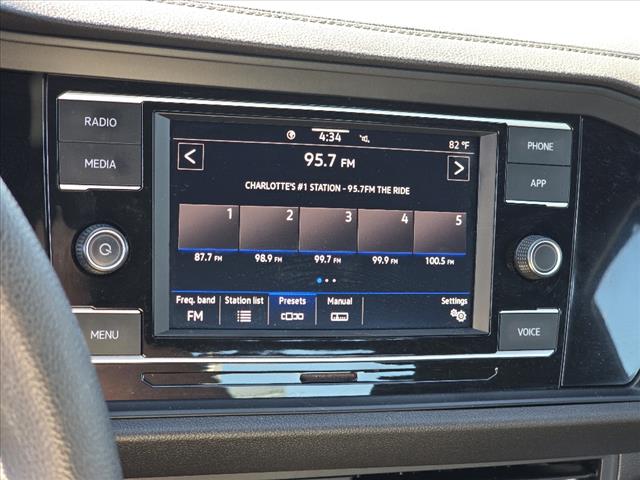 RADIO
MEDIA
MENU
PHONE
APP
VOICE
4:34
82 °F
95.7 FM
CHARLOTTE'S #1 STATION - 95.7FM THE RIDE
1 2 3 4 5
87.7 FM 98.9 FM 99.7 FM 99.9 FM 100.5 FM
Freq. band Station list Presets Manual Settings
FM